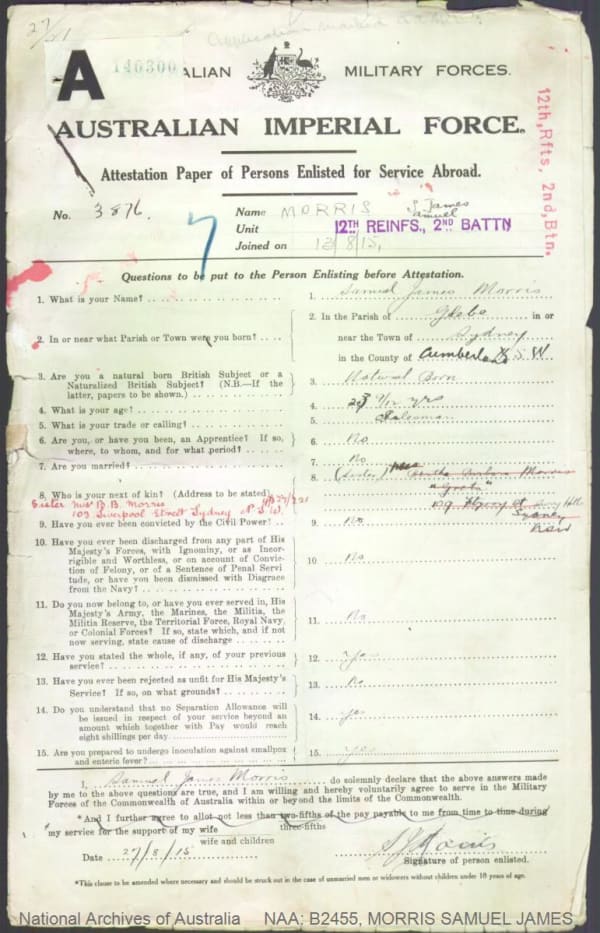 27/
A
140300
ALIAN MILITARY FORCES.
AUSTRALIAN IMPERIAL FORCE.
12th, Rfts, 2nd, Btn.
Attestation Paper of Persons Enlisted for Service Abroad.
No. 3876.
Name MORRIS S. James
Samuel
Unit 12TH REINFS., 2ND BATTN
Joined on 12/8/15.
Questions to be put to the Person Enlisting before Attestation.
1. What is your Name? 1. Samuel James Morris
2. In or near what Parish or Town were you born? 2. In the Parish of Glebe in or
near the Town of Sydney
in the County of Cumberland N S W
3. Are you a natural born British Subject or a
Naturalized British Subject? (N.B.—If the
latter, papers to be shown.) 3. Natural Born
4. What is your age? 4. 23 yrs
5. What is your trade or calling? 5.
6. Are you, or have you been, an Apprentice? If so,
where, to whom, and for what period? 6. No
7. Are you married? 7. No
8. Who is your next of kin? (Address to be stated) 8. (Sister) Miss Bertha Barbara Morris
Sister Miss B. B. Morris
103 Liverpool Street Sydney N.S.W.
Sydney
NSW
9. Have you ever been convicted by the Civil Power? 9. No
10. Have you ever been discharged from any part of His
Majesty's Forces, with Ignominy, or as Incor-
rigible and Worthless, or on account of Convic-
tion of Felony, or of a Sentence of Penal Servi
tude, or have you been dismissed with Disgrace
from the Navy? 10. No
11. Do you now belong to, or have you ever served in, His
Majesty's Army, the Marines, the Militia, the
Militia Reserve, the Territorial Force, Royal Navy,
or Colonial Forces? If so, state which, and if not
now serving, state cause of discharge 11. No
12. Have you stated the whole, if any, of your previous
service? 12. Yes
13. Have you ever been rejected as unfit for His Majesty's
Service? If so, on what grounds? 13. No
14. Do you understand that no Separation Allowance will
be issued in respect of your service beyond an
amount which together with Pay would reach
eight shillings per day 14. Yes
15. Are you prepared to undergo inoculation against smallpox
and enteric fever? 15. Yes
I, Samuel James Morris do solemnly declare that the above answers made
by me to the above questions are true, and I am willing and hereby voluntarily agree to serve in the Military
Forces of the Commonwealth of Australia within or beyond the limits of the Commonwealth.
*And I further agree to allot not less than two-fifths of the pay payable to me from time to time during
three-fifths
my service for the support of my wife
wife and children
Date 27/8/15 S J Morris
Signature of person enlisted.
*This clause to be amended where necessary and should be struck out in the case of unmarried men or widowers without children under 18 years of age.
National Archives of Australia NAA: B2455, MORRIS SAMUEL JAMES